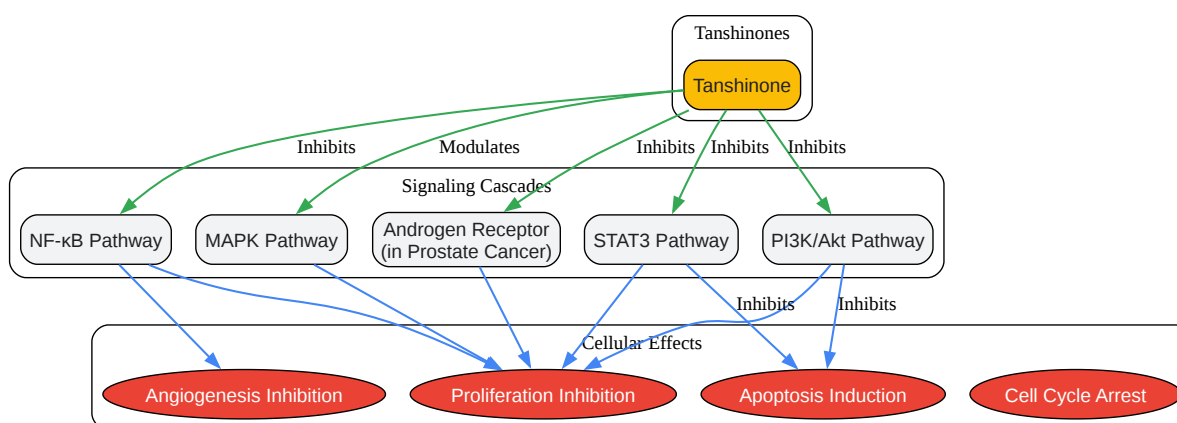 Tanshinones
Tanshinone
Inhibits
Modulates
Inhibits
Inhibits
Inhibits
Signaling Cascades
NF-κB Pathway
MAPK Pathway
Androgen Receptor
(in Prostate Cancer)
STAT3 Pathway
PI3K/Akt Pathway
Inhibits
Inhibits
Cellular Effects
Angiogenesis Inhibition
Proliferation Inhibition
Apoptosis Induction
Cell Cycle Arrest